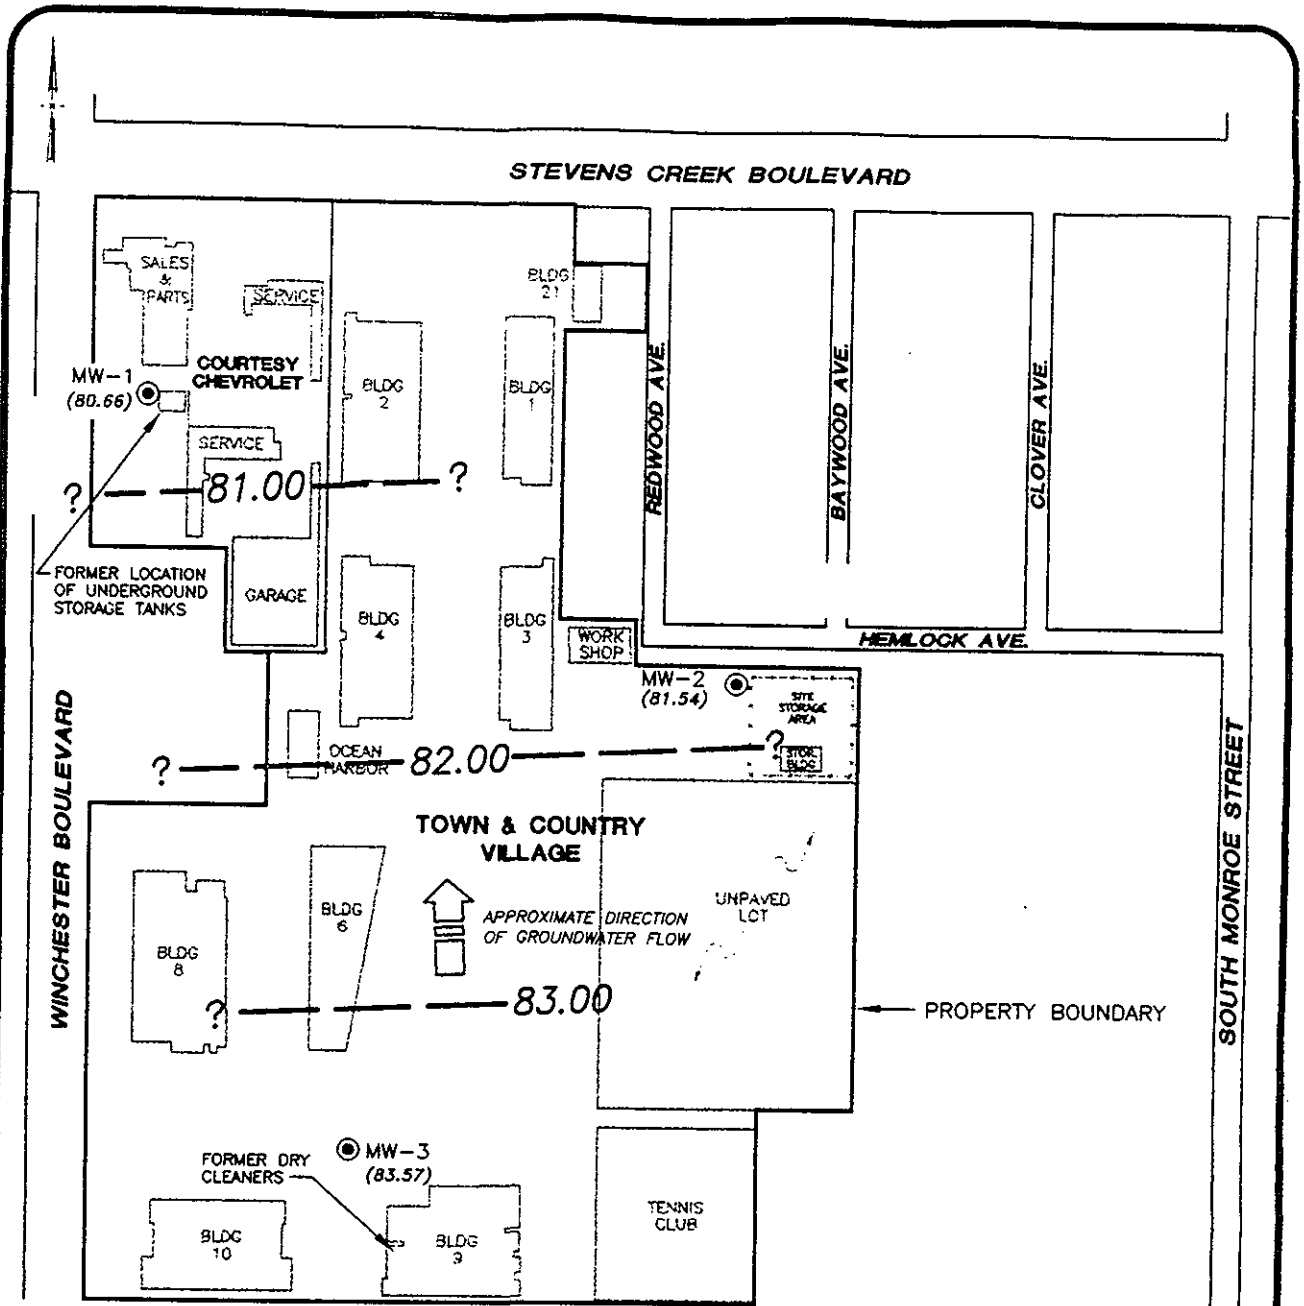 STEVENS CREEK BOULEVARD
SALES
&
PARTS
SERVICE
BLDG
21
COURTESY
CHEVROLET
MW-1
(80.66)
BLDG
2
BLDG
1
REDWOOD AVE.
BAYWOOD AVE.
CLOVER AVE.
SERVICE
? 81.00 ?
FORMER LOCATION
OF UNDERGROUND
STORAGE TANKS
GARAGE
BLDG
4
BLDG
3
WORK
SHOP
HEMLOCK AVE.
MW-2
(81.54)
SITE
STORAGE
AREA
STOR.
BLDG
OCEAN
HARBOR
? 82.00 ?
WINCHESTER BOULEVARD
SOUTH MONROE STREET
TOWN & COUNTRY
VILLAGE
UNPAVED
LOT
BLDG
6
BLDG
8
APPROXIMATE DIRECTION
OF GROUNDWATER FLOW
? 83.00
PROPERTY BOUNDARY
MW-3
(83.57)
FORMER DRY
CLEANERS
BLDG
10
BLDG
9
TENNIS
CLUB